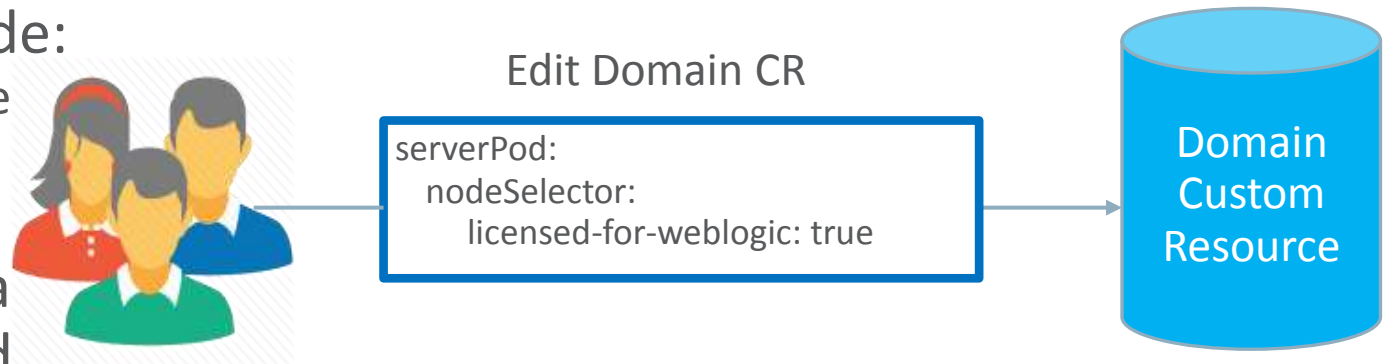 de:
e
a
d
Edit Domain CR
serverPod:
nodeSelector:
licensed-for-weblogic: true
Domain
Custom
Resource